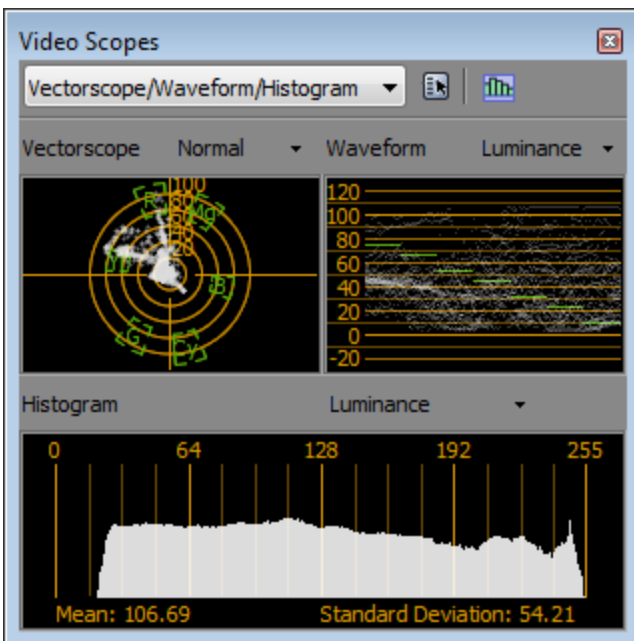 Video Scopes
Vectorscope/Waveform/Histogram
Vectorscope Normal Waveform Luminance
100
80
60
40
20
R
Mg
B
Cy
G
Yl
120
100
80
60
40
20
0
-20
Histogram Luminance
0 64 128 192 255
Mean: 106.69 Standard Deviation: 54.21